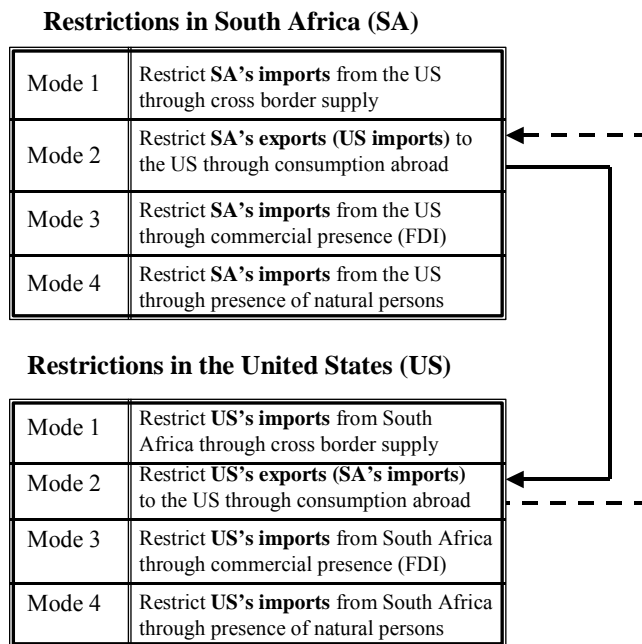 Restrictions in South Africa (SA)
Mode 1
Restrict SA's imports from the US
through cross border supply
Mode 2
Restrict SA's exports (US imports) to
the US through consumption abroad
Mode 3
Restrict SA's imports from the US
through commercial presence (FDI)
Mode 4
Restrict SA's imports from the US
through presence of natural persons
Restrictions in the United States (US)
Mode 1
Restrict US's imports from South
Africa through cross border supply
Mode 2
Restrict US's exports (SA's imports)
to the US through consumption abroad
Mode 3
Restrict US's imports from South Africa
through commercial presence (FDI)
Mode 4
Restrict US's imports from South Africa
through presence of natural persons